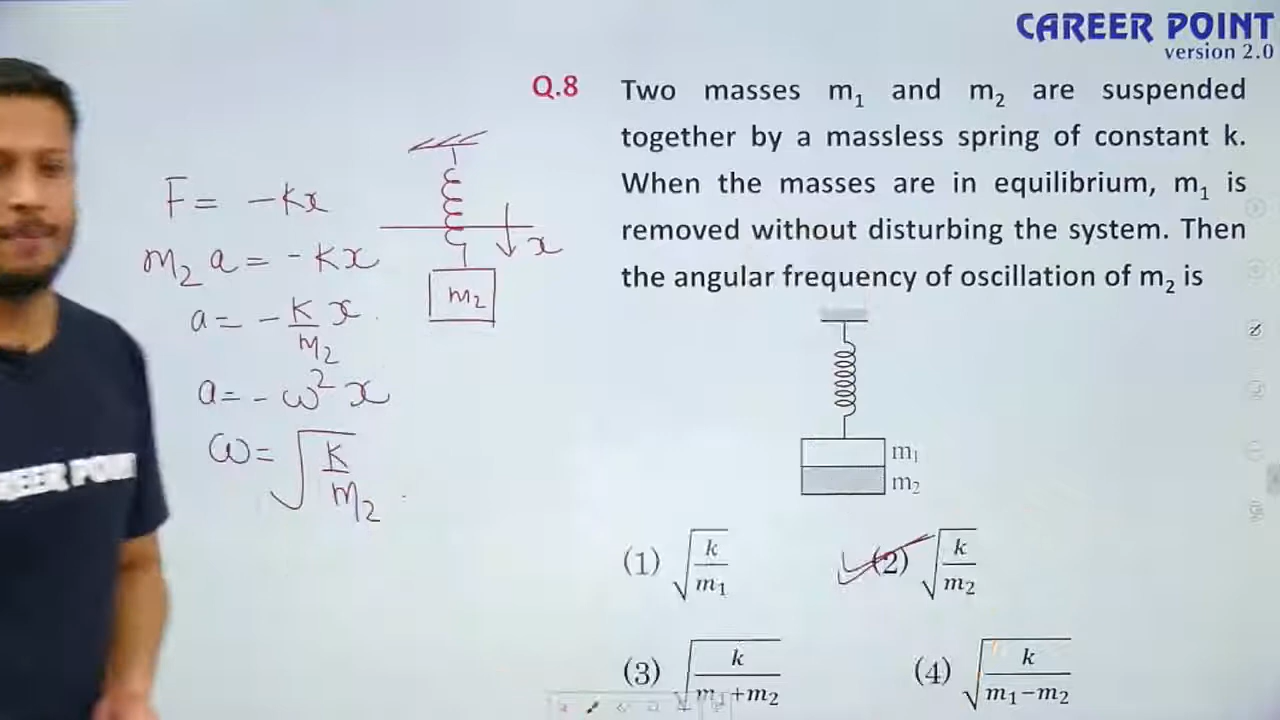 CAREER POINT
version 2.0
Q.8 Two masses m₁ and m₂ are suspended
together by a massless spring of constant k.
When the masses are in equilibrium, m₁ is
removed without disturbing the system. Then
the angular frequency of oscillation of m₂ is
m₁
m₂
(1) √(k/m₁)
(2) √(k/m₂)
(3) √(k/(m₁+m₂))
(4) √(k/(m₁−m₂))
F = -kx
m₂ a = -kx
a = -k/m₂ x
a = -ω² x
ω = √(k/m₂)
x
m₂
EER POINT